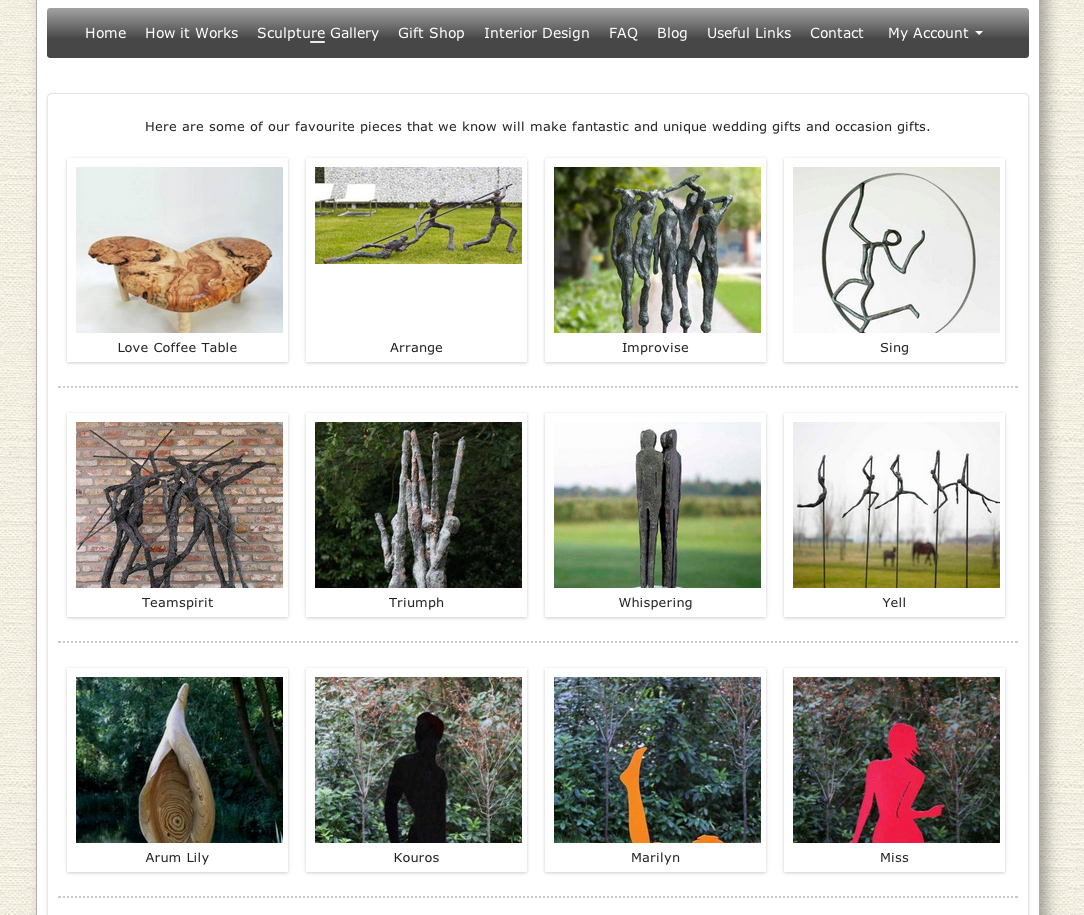 Home How it Works Sculpture Gallery Gift Shop Interior Design FAQ Blog Useful Links Contact My Account
Here are some of our favourite pieces that we know will make fantastic and unique wedding gifts and occasion gifts.
Love Coffee Table Arrange Improvise Sing
Teamspirit Triumph Whispering Yell
Arum Lily Kouros Marilyn Miss